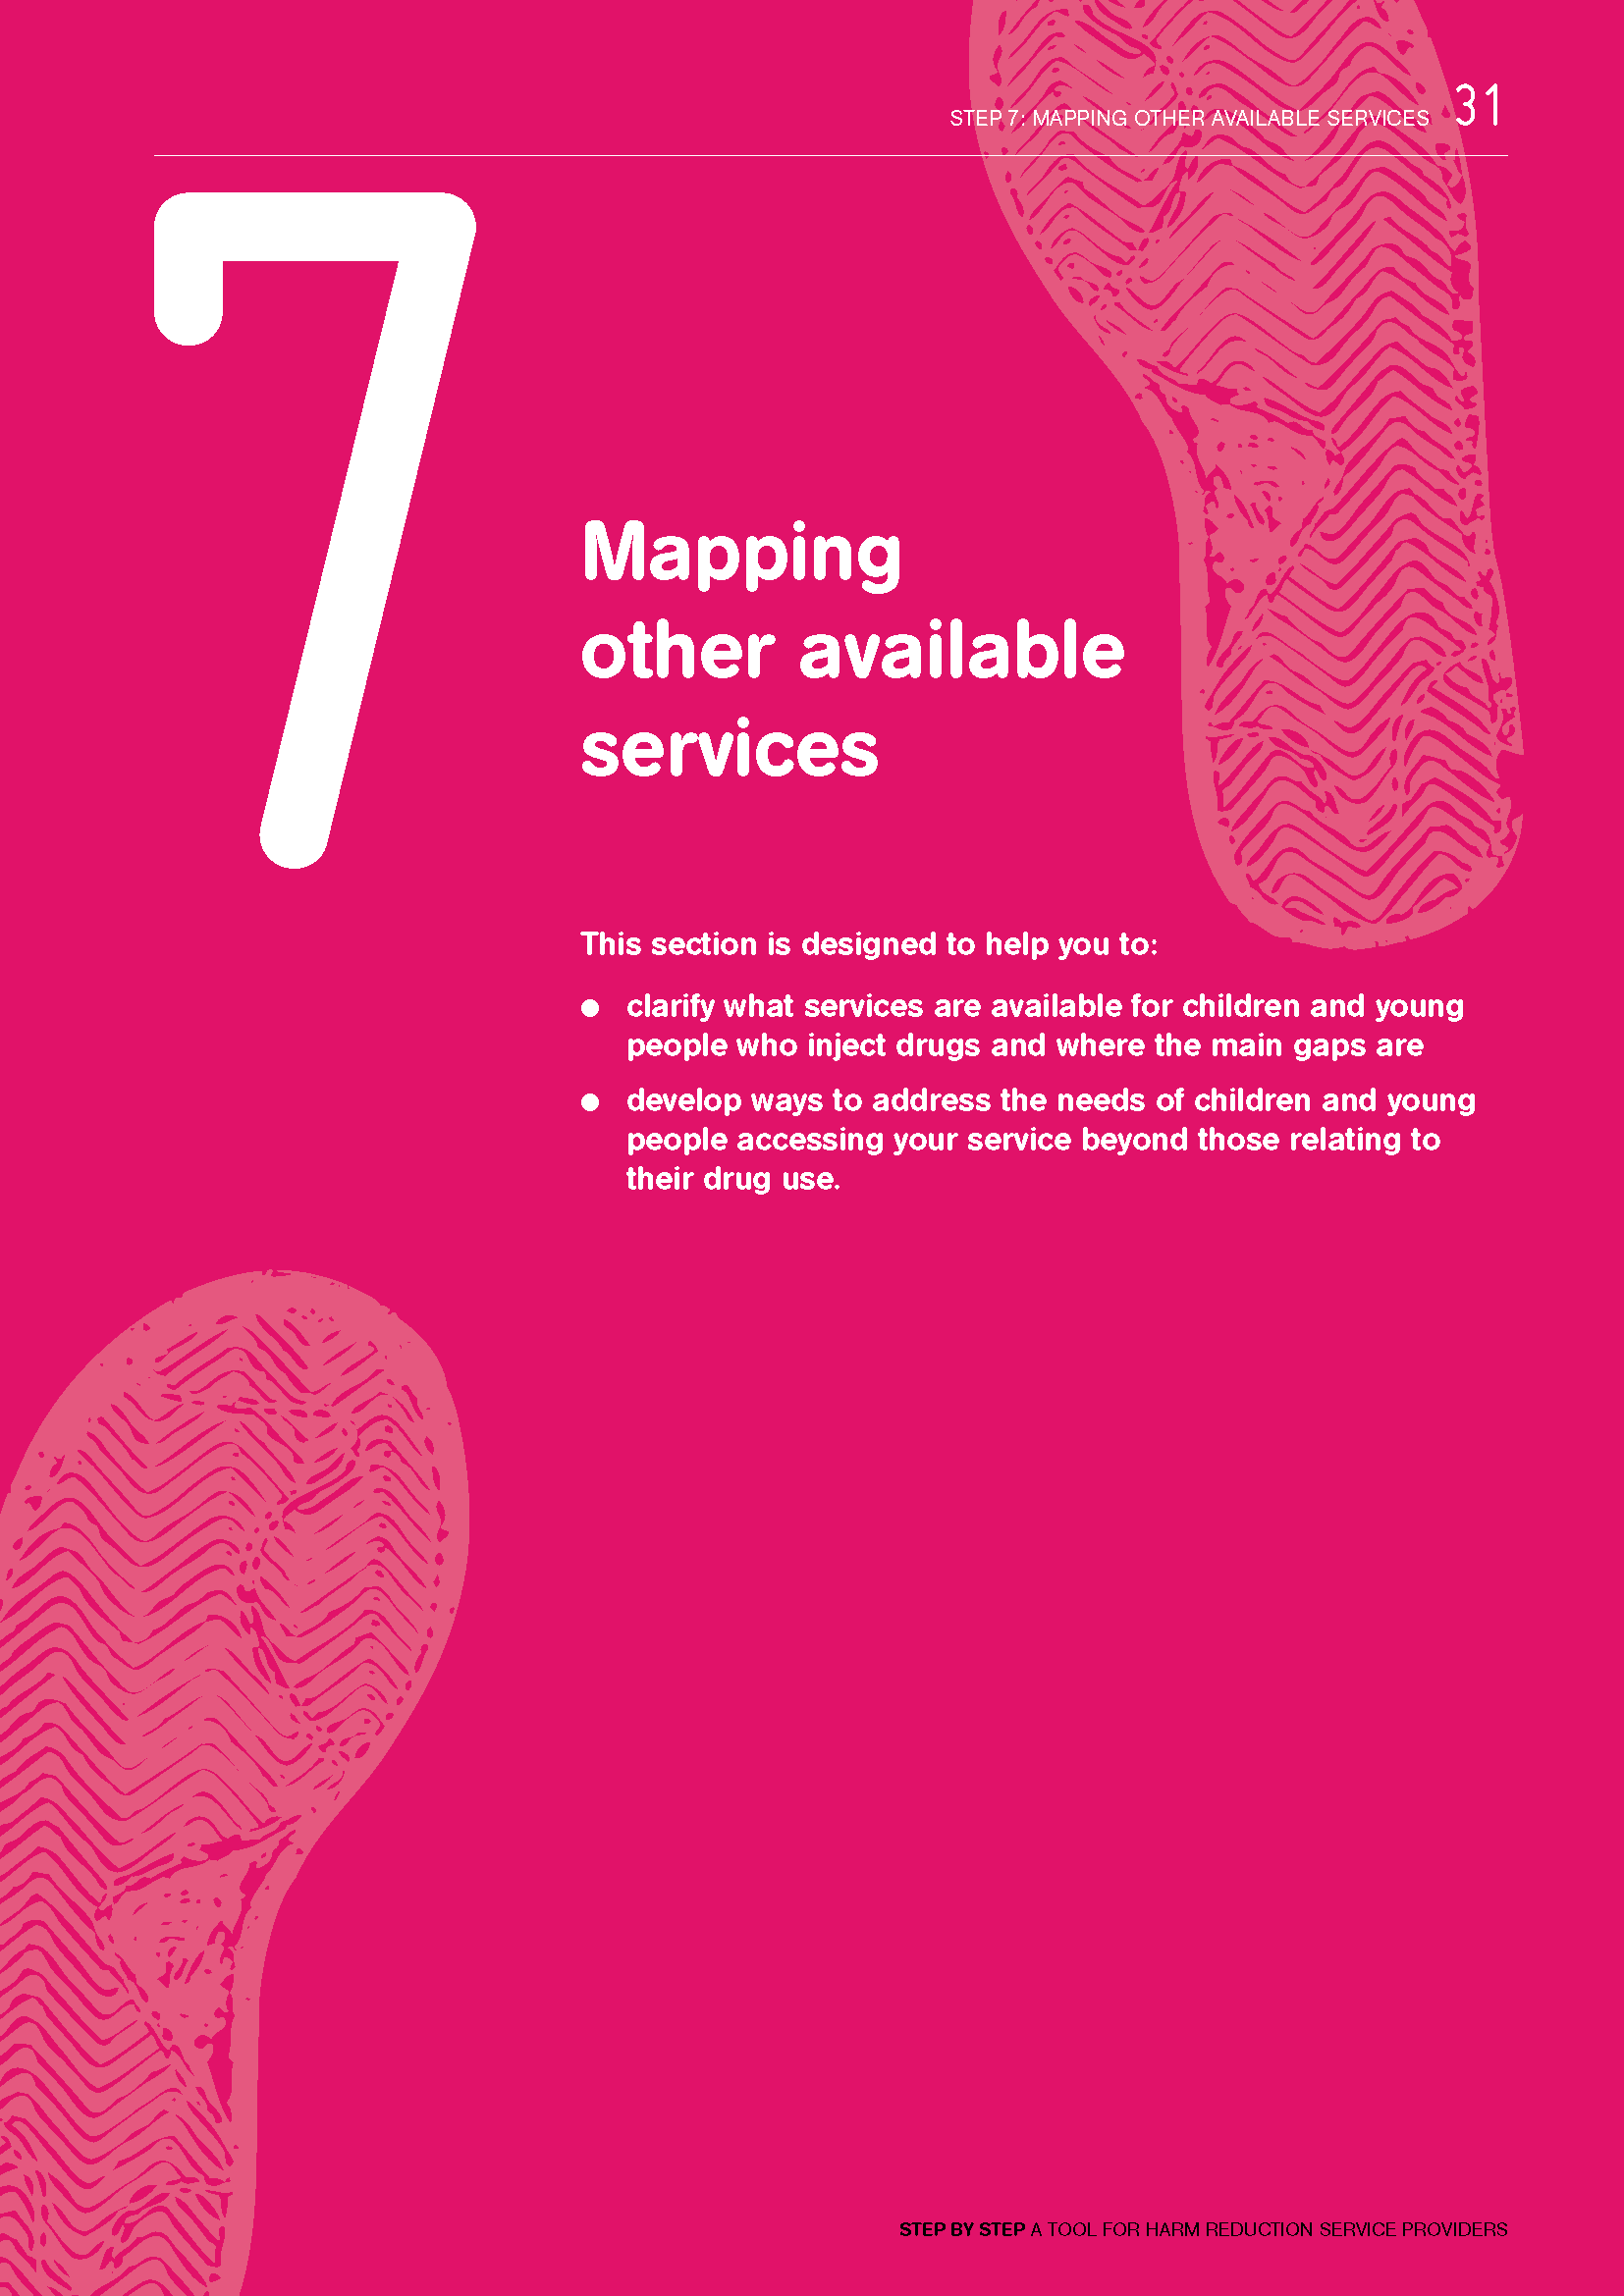 STEP 7: MAPPING OTHER AVAILABLE SERVICES 31
7
Mapping
other available
services
This section is designed to help you to:
● clarify what services are available for children and young
people who inject drugs and where the main gaps are
● develop ways to address the needs of children and young
people accessing your service beyond those relating to
their drug use.
STEP BY STEP A TOOL FOR HARM REDUCTION SERVICE PROVIDERS